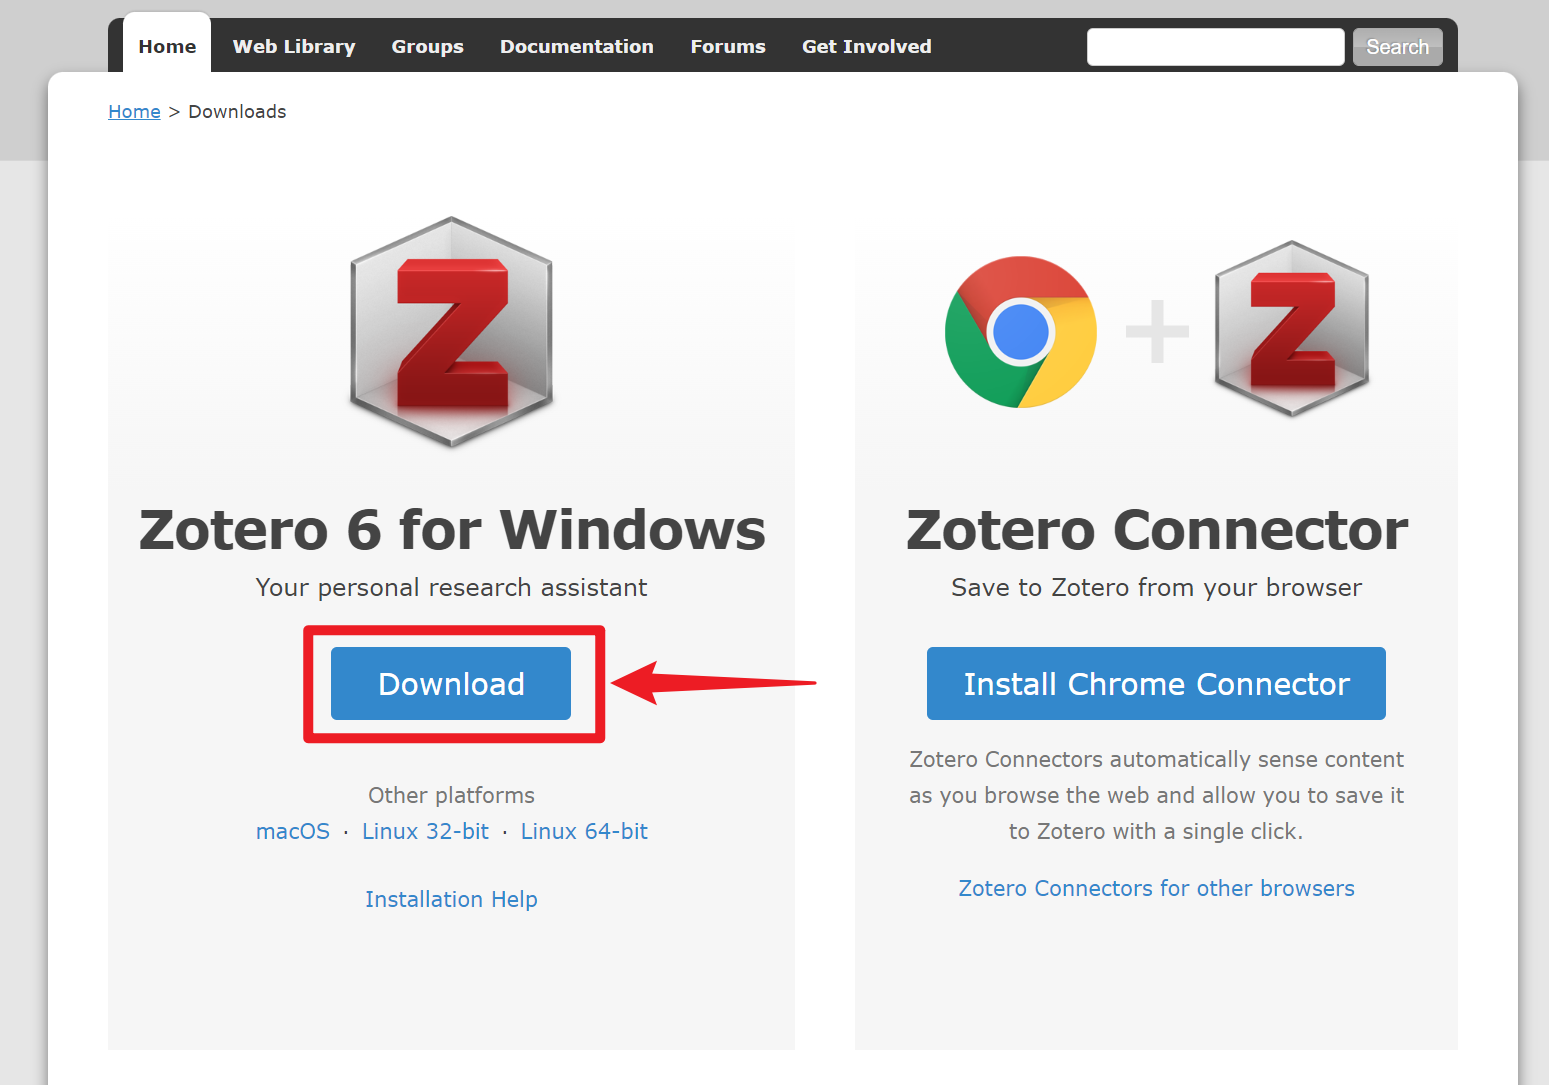 Home Web Library Groups Documentation Forums Get Involved Search
Home > Downloads
Z
Z
Zotero 6 for Windows
Your personal research assistant
Download
Other platforms
macOS · Linux 32-bit · Linux 64-bit
Installation Help
Zotero Connector
Save to Zotero from your browser
Install Chrome Connector
Zotero Connectors automatically sense content
as you browse the web and allow you to save it
to Zotero with a single click.
Zotero Connectors for other browsers